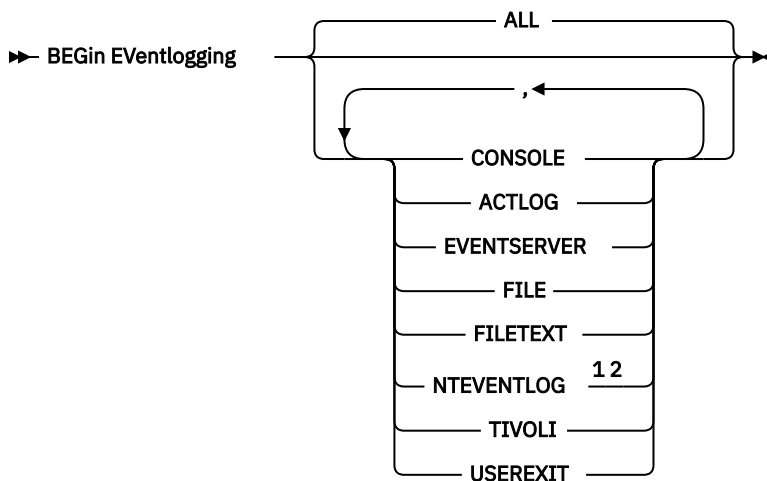 ALL
BEGin EVentlogging
,
CONSOLE
ACTLOG
EVENTSERVER
FILE
FILETEXT
NTEVENTLOG 1 2
TIVOLI
USEREXIT